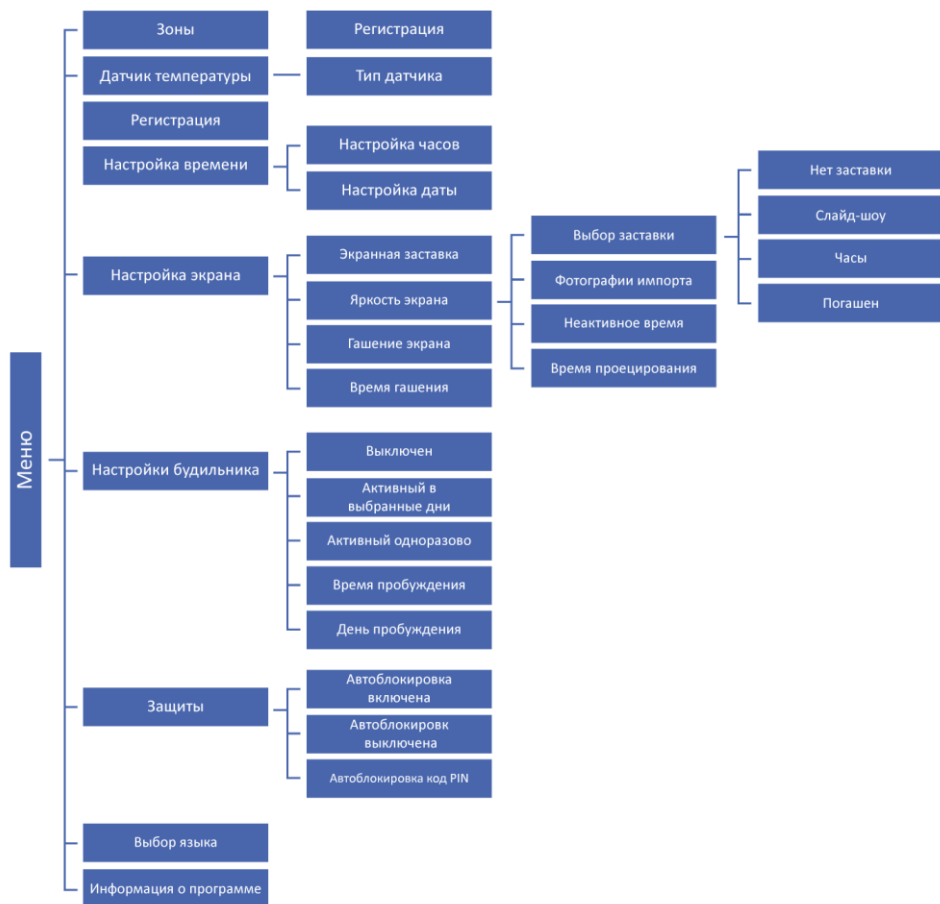 Меню
Зоны
Датчик температуры
Регистрация
Тип датчика
Регистрация
Настройка времени
Настройка часов
Настройка даты
Настройка экрана
Экранная заставка
Яркость экрана
Гашение экрана
Время гашения
Выбор заставки
Фотографии импорта
Неактивное время
Время проецирования
Нет заставки
Слайд-шоу
Часы
Погашен
Настройки будильника
Выключен
Активный в
выбранные дни
Активный одноразово
Время пробуждения
День пробуждения
Защиты
Автоблокировка
включена
Автоблокировк
выключена
Автоблокировка код PIN
Выбор языка
Информация о программе